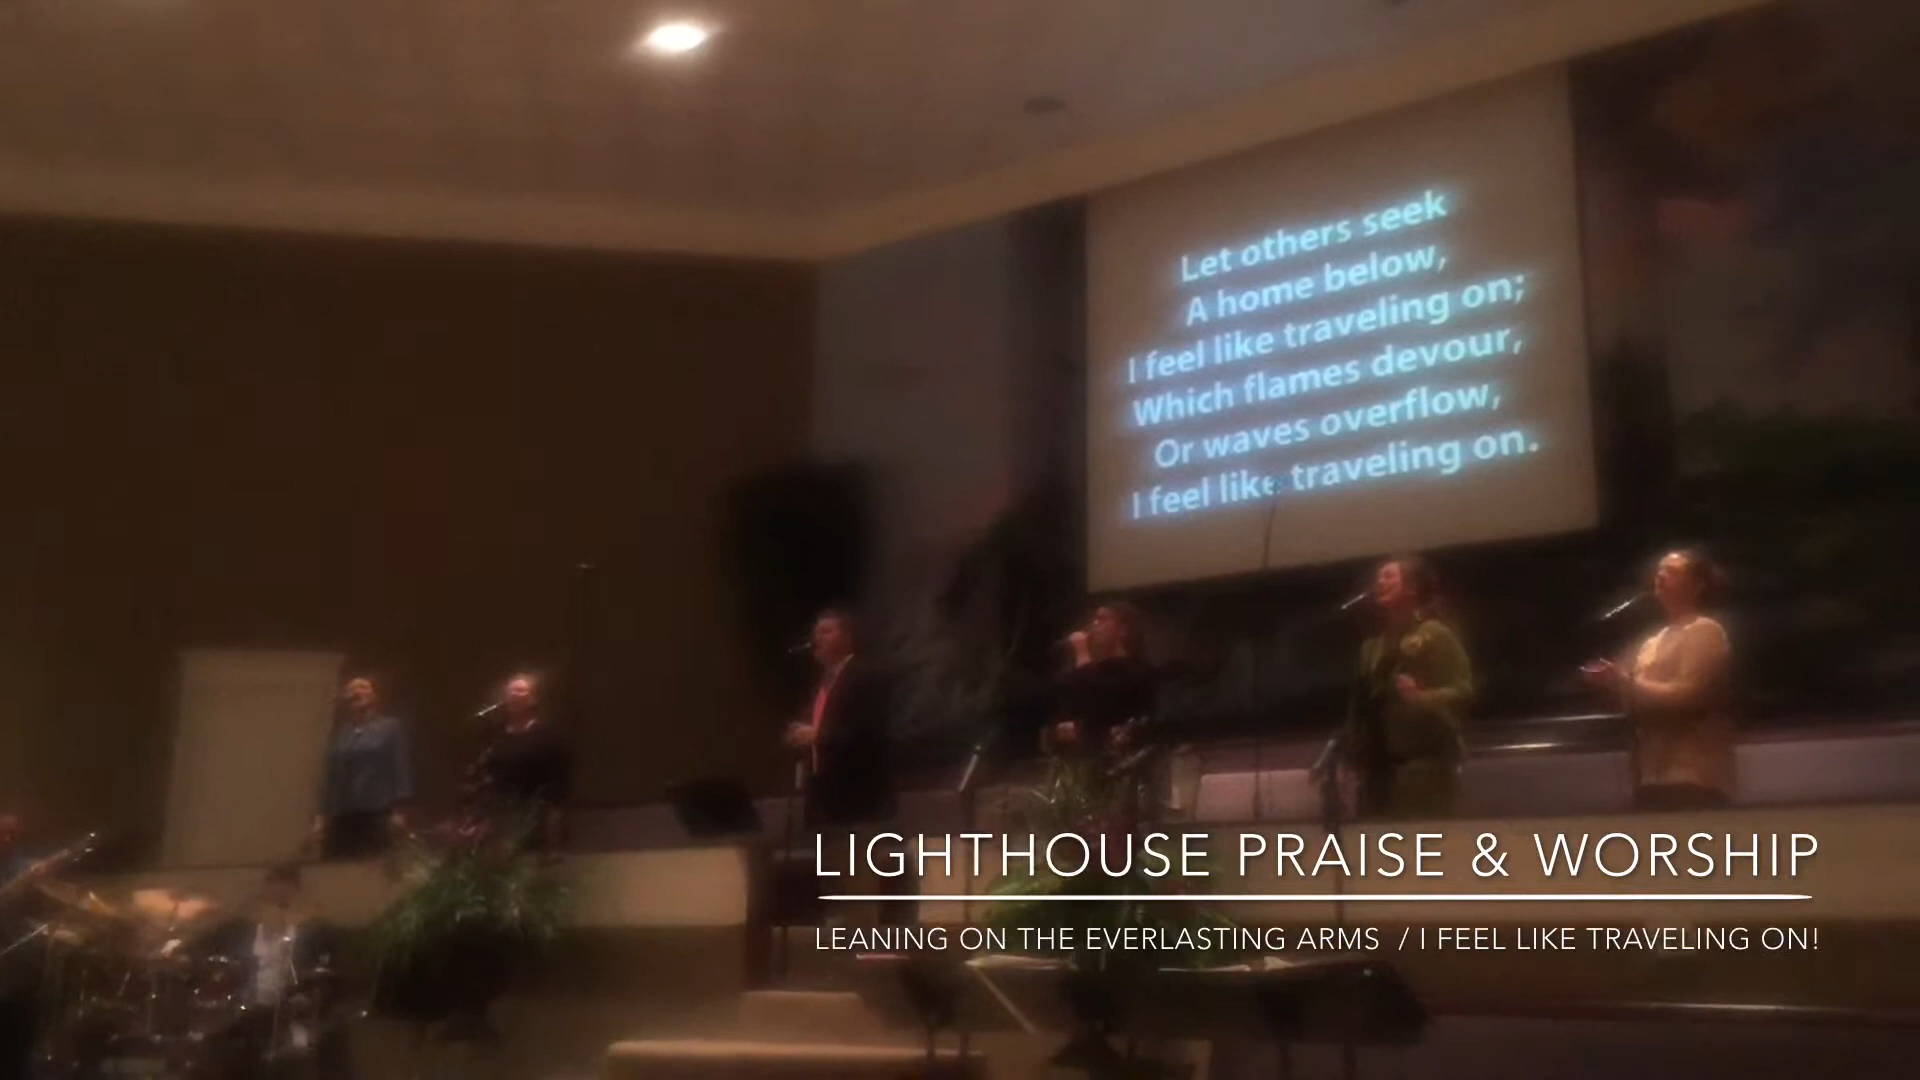 Let others seek
A home below,
I feel like traveling on;
Which flames devour,
Or waves overflow,
I feel like traveling on.
LIGHTHOUSE PRAISE & WORSHIP
LEANING ON THE EVERLASTING ARMS / I FEEL LIKE TRAVELING ON!